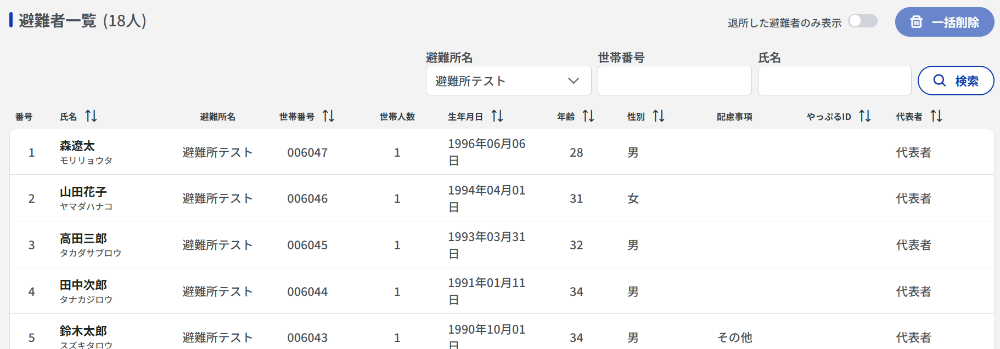 避難者一覧 (18人)
退所した避難者のみ表示
一括削除
避難所名 世帯番号 氏名
避難所テスト
検索
番号 氏名 避難所名 世帯番号 世帯人数 生年月日 年齢 性別 配慮事項 やっぷるID 代表者
1 森遼太 モリリョウタ 避難所テスト 006047 1 1996年06月06日 28 男 代表者
2 山田花子 ヤマダハナコ 避難所テスト 006046 1 1994年04月01日 31 女 代表者
3 高田三郎 タカダサブロウ 避難所テスト 006045 1 1993年03月31日 32 男 代表者
4 田中次郎 タナカジロウ 避難所テスト 006044 1 1991年01月11日 34 男 代表者
5 鈴木太郎 スズキタロウ 避難所テスト 006043 1 1990年10月01日 34 男 その他 代表者